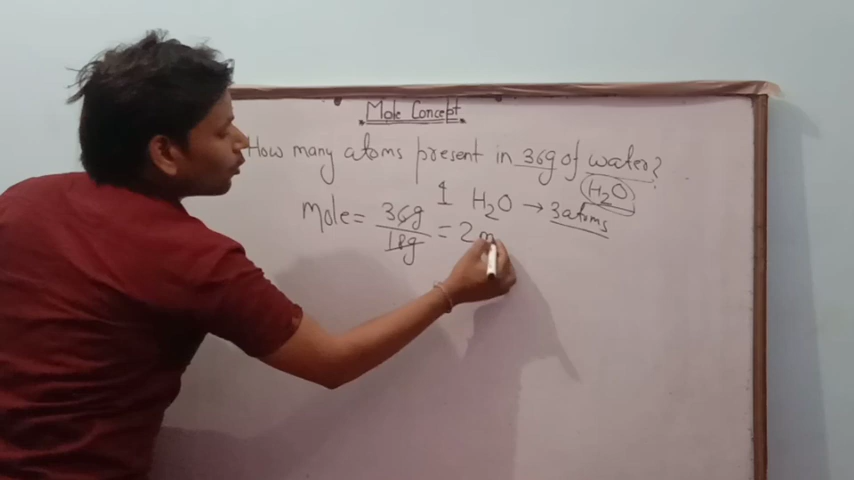 Mole Concept
How many atoms present in 36g of water?
(H2O)
1 H2O → 3 atoms
Mole = 36g
18g
= 2 m